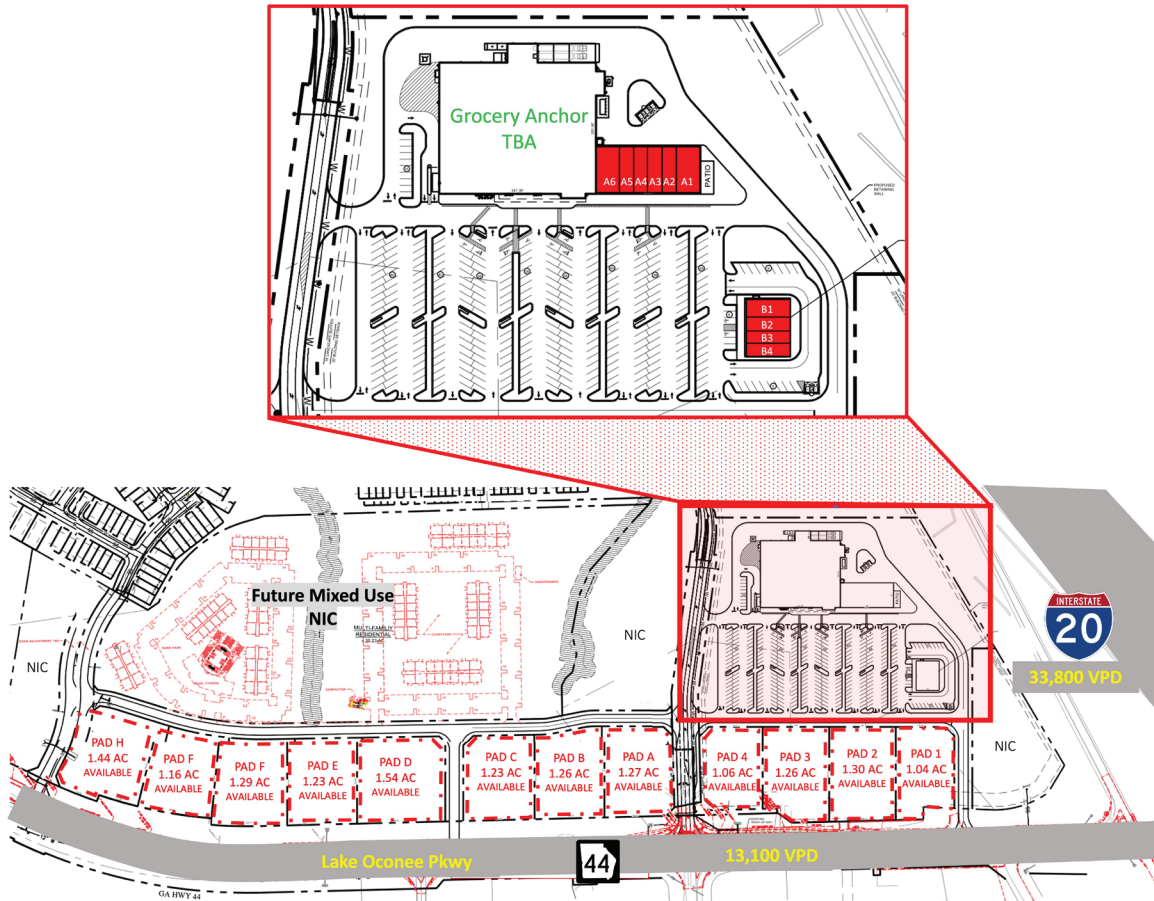 Grocery Anchor
TBA
A6 A5 A4 A3 A2 A1
PATIO
PROPOSED
RETAINING
WALL
B1
B2
B3
B4
Future Mixed Use
NIC
MULTI-FAMILY
RESIDENTIAL
NIC
NIC
NIC
INTERSTATE
20
33,800 VPD
PAD H
1.44 AC
AVAILABLE
PAD F
1.16 AC
AVAILABLE
PAD F
1.29 AC
AVAILABLE
PAD E
1.23 AC
AVAILABLE
PAD D
1.54 AC
AVAILABLE
PAD C
1.23 AC
AVAILABLE
PAD B
1.26 AC
AVAILABLE
PAD A
1.27 AC
AVAILABLE
PAD 4
1.06 AC
AVAILABLE
PAD 3
1.26 AC
AVAILABLE
PAD 2
1.30 AC
AVAILABLE
PAD 1
1.04 AC
AVAILABLE
Lake Oconee Pkwy
44
13,100 VPD
GA HWY 44